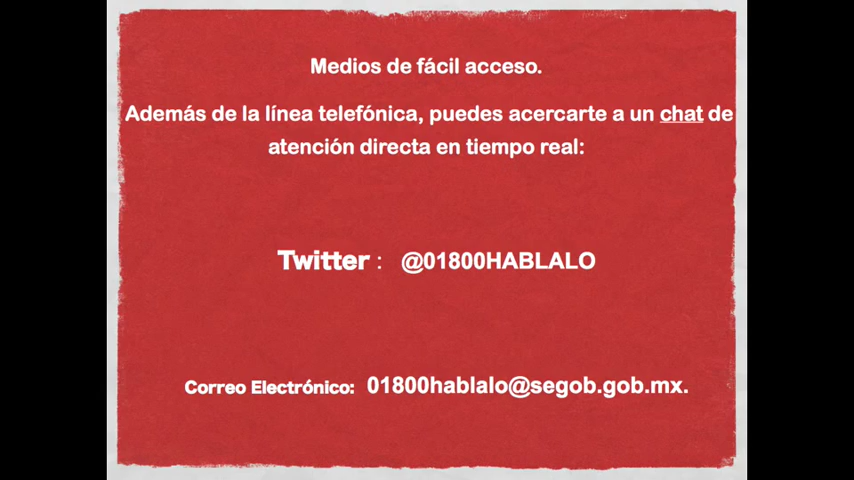 Medios de fácil acceso.
Además de la línea telefónica, puedes acercarte a un chat de
atención directa en tiempo real:
Twitter : @01800HABLALO
Correo Electrónico: 01800hablalo@segob.gob.mx.